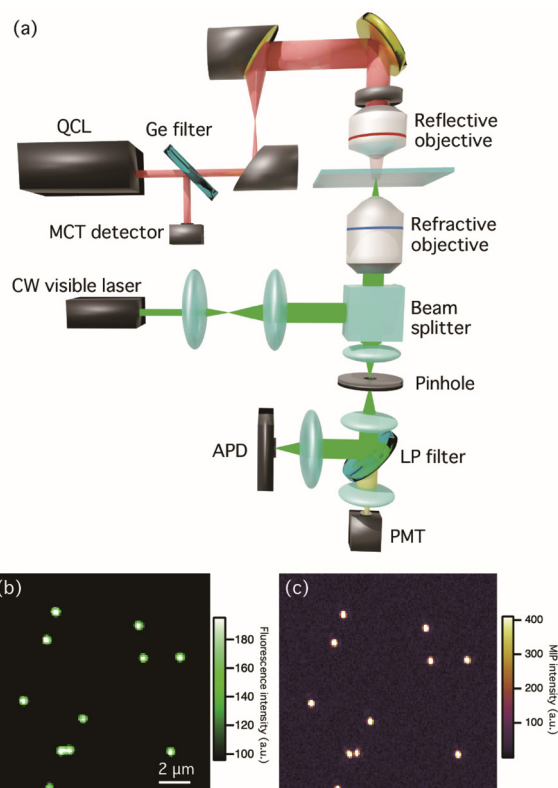 (a)
QCL
Ge filter
Reflective
objective
MCT detector
Refractive
objective
CW visible laser
Beam
splitter
Pinhole
APD
LP filter
PMT
(b)
180
160
140
120
100
Fluorescence intensity (a.u.)
2 μm
(c)
400
300
200
100
MIP intensity (a.u.)